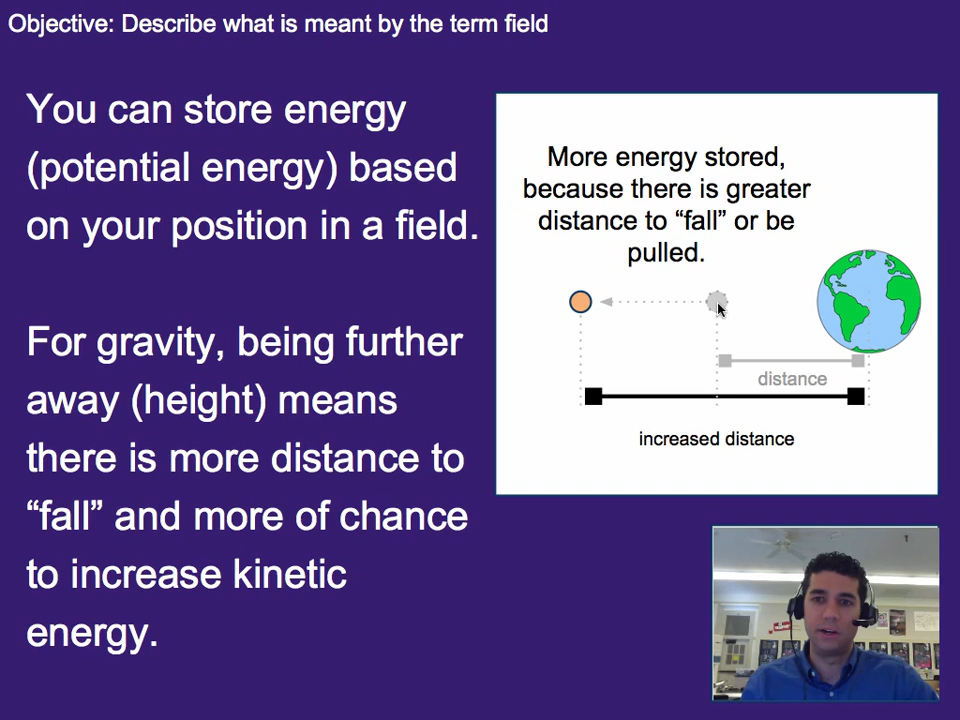 Objective: Describe what is meant by the term field
You can store energy
(potential energy) based
on your position in a field.
For gravity, being further
away (height) means
there is more distance to
“fall” and more of chance
to increase kinetic
energy.
More energy stored,
because there is greater
distance to “fall” or be
pulled.
distance
increased distance